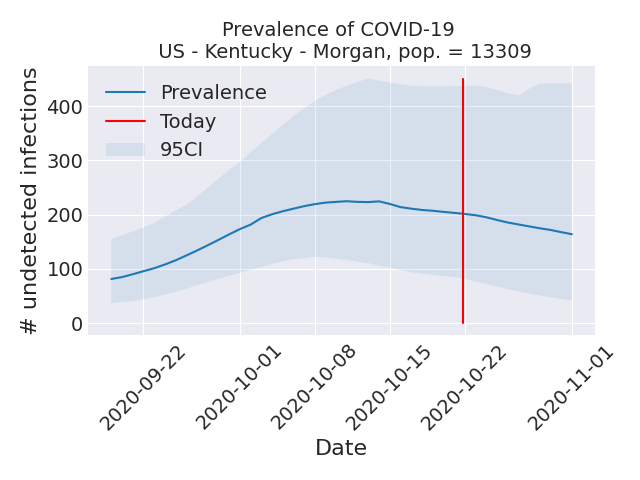 Prevalence of COVID-19
US - Kentucky - Morgan, pop. = 13309
# undetected infections
400
300
200
100
0
Prevalence
Today
95CI
2020-09-22
2020-10-01
2020-10-08
2020-10-15
2020-10-22
2020-11-01
Date